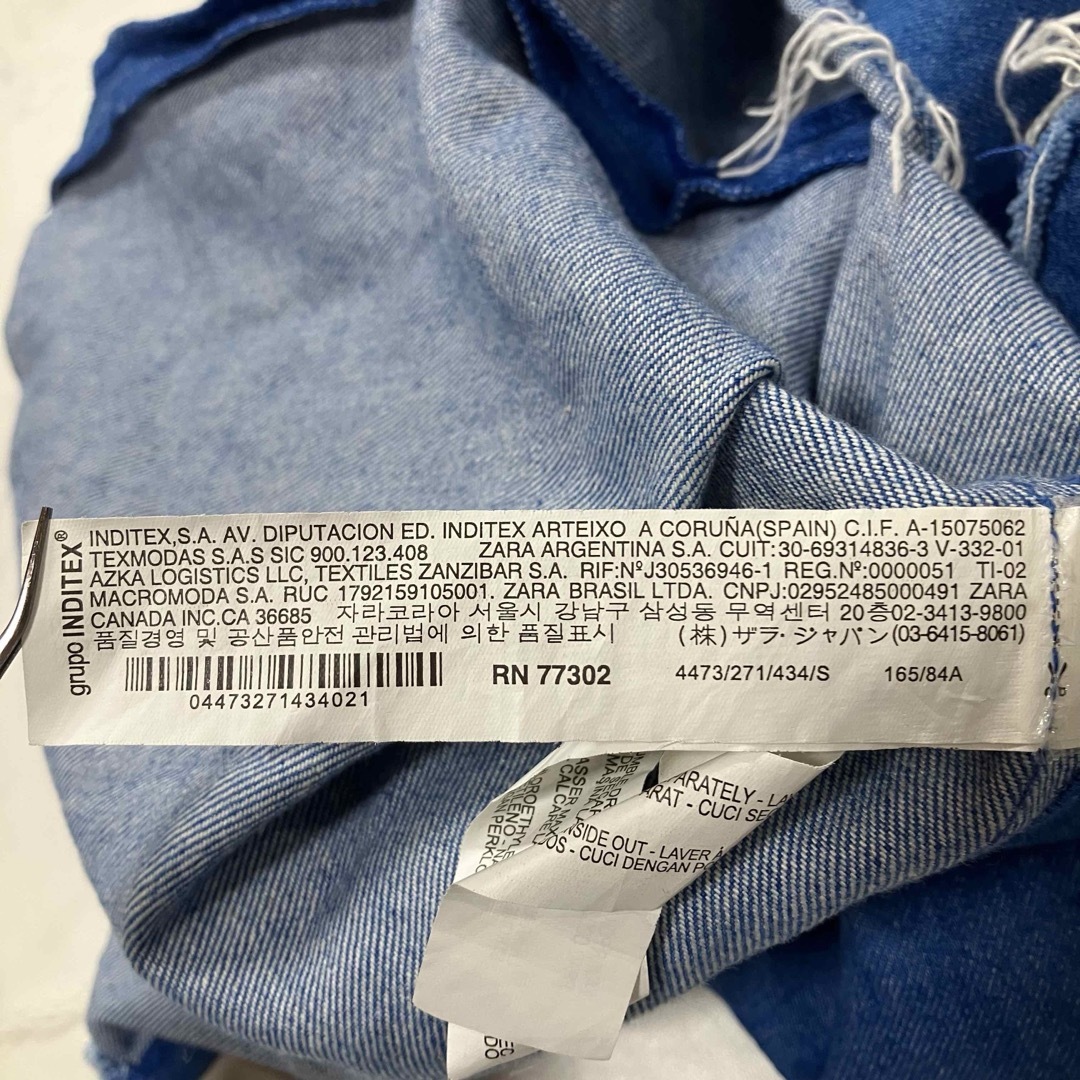 grupo INDITEX®
INDITEX,S.A. AV. DIPUTACION ED. INDITEX ARTEIXO A CORUÑA(SPAIN) C.I.F. A-15075062
TEXMODAS S.A.S SIC 900.123.408 ZARA ARGENTINA S.A. CUIT:30-69314836-3 V-332-01
AZKA LOGISTICS LLC, TEXTILES ZANZIBAR S.A. RIF:NºJ30536946-1 REG.Nº:0000051 TI-02
MACROMODA S.A. RUC 1792159105001. ZARA BRASIL LTDA. CNPJ:02952485000491 ZARA
CANADA INC.CA 36685 자라코리아 서울시 강남구 삼성동 무역센터 20층02-3413-9800
품질경영 및 공산품안전 관리법에 의한 품질표시 (株)ザラ・ジャパン(03-6415-8061)
04473271434021
RN 77302 4473/271/434/S 165/84A
ARATELY - LA
ARAT - CUCI SE
NSIDE OUT - LAVER À
JOS - CUCI DENGAN